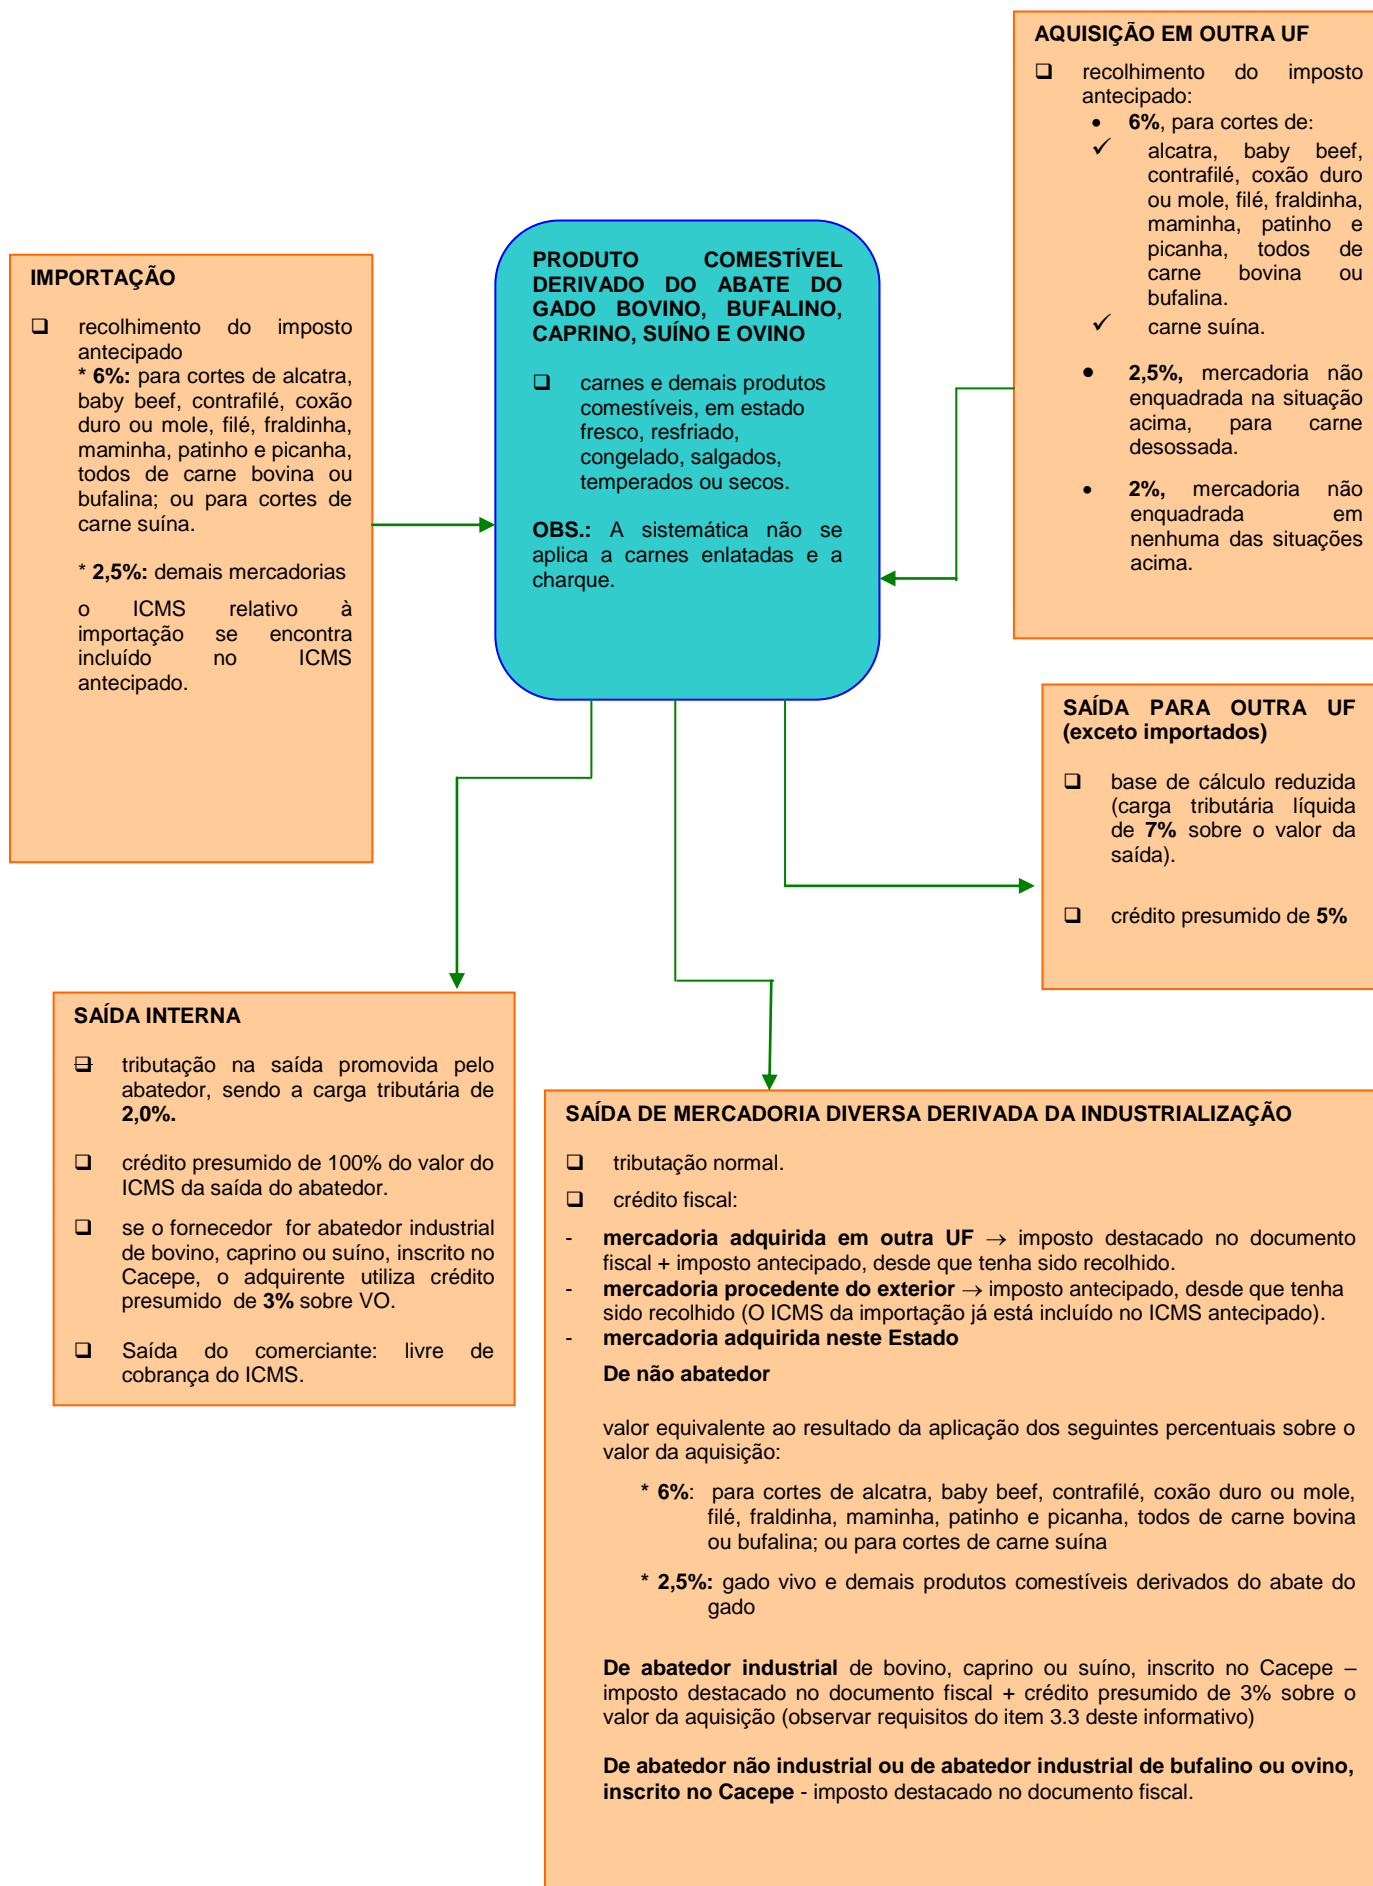 AQUISIÇÃO EM OUTRA UF
❑ recolhimento do imposto
antecipado:
• 6%, para cortes de:
✓ alcatra, baby beef,
contrafilé, coxão duro
ou mole, filé, fraldinha,
maminha, patinho e
picanha, todos de
carne bovina ou
bufalina.
✓ carne suína.
• 2,5%, mercadoria não
enquadrada na situação
acima, para carne
desossada.
• 2%, mercadoria não
enquadrada em
nenhuma das situações
acima.
IMPORTAÇÃO
❑ recolhimento do imposto
antecipado
* 6%: para cortes de alcatra,
baby beef, contrafilé, coxão
duro ou mole, filé, fraldinha,
maminha, patinho e picanha,
todos de carne bovina ou
bufalina; ou para cortes de
carne suína.
* 2,5%: demais mercadorias
o ICMS relativo à
importação se encontra
incluído no ICMS
antecipado.
PRODUTO COMESTÍVEL
DERIVADO DO ABATE DO
GADO BOVINO, BUFALINO,
CAPRINO, SUÍNO E OVINO
❑ carnes e demais produtos
comestíveis, em estado
fresco, resfriado,
congelado, salgados,
temperados ou secos.
OBS.: A sistemática não se
aplica a carnes enlatadas e a
charque.
SAÍDA PARA OUTRA UF
(exceto importados)
❑ base de cálculo reduzida
(carga tributária líquida
de 7% sobre o valor da
saída).
❑ crédito presumido de 5%
SAÍDA INTERNA
❑ tributação na saída promovida pelo
abatedor, sendo a carga tributária de
2,0%.
❑ crédito presumido de 100% do valor do
ICMS da saída do abatedor.
❑ se o fornecedor for abatedor industrial
de bovino, caprino ou suíno, inscrito no
Cacepe, o adquirente utiliza crédito
presumido de 3% sobre VO.
❑ Saída do comerciante: livre de
cobrança do ICMS.
SAÍDA DE MERCADORIA DIVERSA DERIVADA DA INDUSTRIALIZAÇÃO
❑ tributação normal.
❑ crédito fiscal:
- mercadoria adquirida em outra UF → imposto destacado no documento
fiscal + imposto antecipado, desde que tenha sido recolhido.
- mercadoria procedente do exterior → imposto antecipado, desde que tenha
sido recolhido (O ICMS da importação já está incluído no ICMS antecipado).
- mercadoria adquirida neste Estado
De não abatedor
valor equivalente ao resultado da aplicação dos seguintes percentuais sobre o
valor da aquisição:
* 6%: para cortes de alcatra, baby beef, contrafilé, coxão duro ou mole,
filé, fraldinha, maminha, patinho e picanha, todos de carne bovina
ou bufalina; ou para cortes de carne suína
* 2,5%: gado vivo e demais produtos comestíveis derivados do abate do
gado
De abatedor industrial de bovino, caprino ou suíno, inscrito no Cacepe –
imposto destacado no documento fiscal + crédito presumido de 3% sobre o
valor da aquisição (observar requisitos do item 3.3 deste informativo)
De abatedor não industrial ou de abatedor industrial de bufalino ou ovino,
inscrito no Cacepe - imposto destacado no documento fiscal.